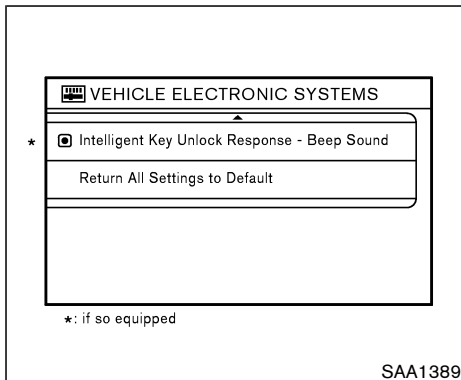 VEHICLE ELECTRONIC SYSTEMS
* Intelligent Key Unlock Response - Beep Sound
Return All Settings to Default
*: if so equipped
SAA1389